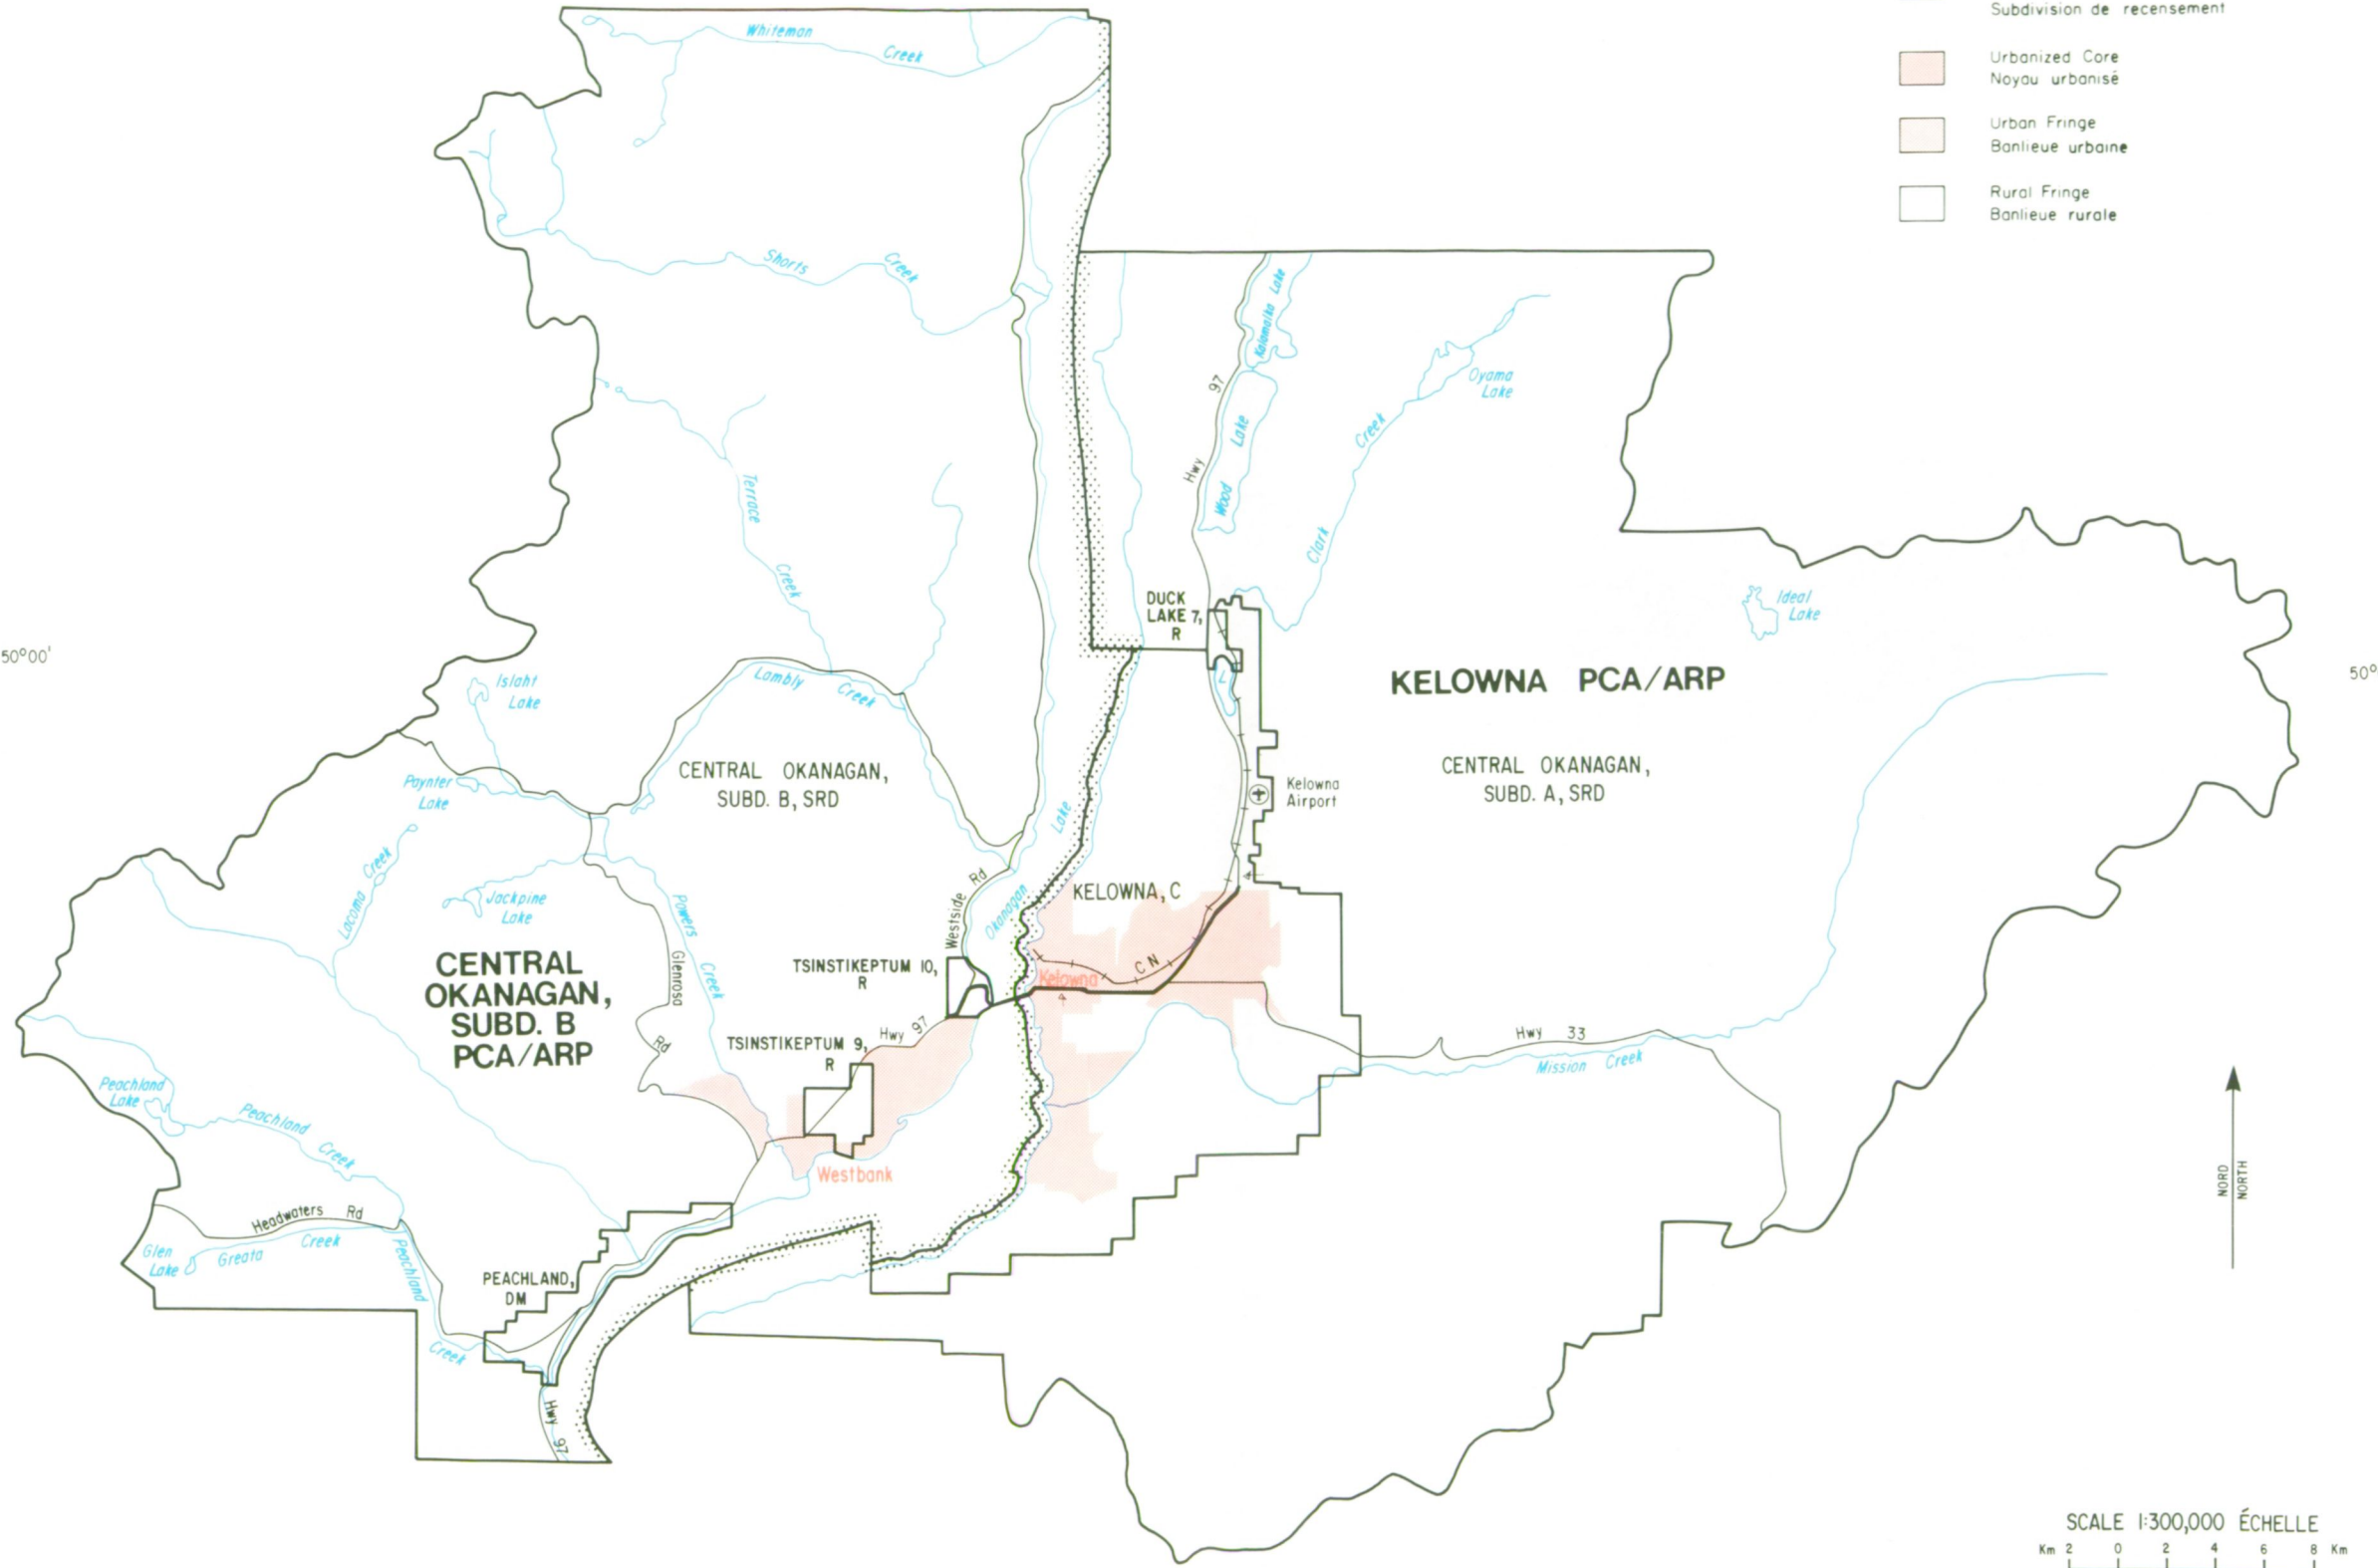 Subdivision de recensement
Urbanized Core
Noyau urbanisé
Urban Fringe
Banlieue urbaine
Rural Fringe
Banlieue rurale
Whiteman Creek
Shorts Creek
Kalamalka Lake
Hwy 97
Wood Lake
Oyama
Lake
Clark Creek
Terrace Creek
DUCK
LAKE 7,
R
Ideal
Lake
50°00'
50°
Islaht
Lake
Lambly Creek
L
KELOWNA PCA/ARP
CENTRAL OKANAGAN,
SUBD. B, SRD
CENTRAL OKANAGAN,
SUBD. A, SRD
Paynter
Lake
Kelowna
Airport
Lacoma Creek
Jackpine
Lake
Powers Creek
Westside Rd
Okanagan Lake
KELOWNA, C
CENTRAL
OKANAGAN,
SUBD. B
PCA/ARP
Glenrosa Rd
TSINSTIKEPTUM 10,
R
Kelowna
CN
TSINSTIKEPTUM 9,
R
Hwy 97
Hwy 33
Mission Creek
Peachland
Lake
Peachland Creek
Westbank
NORD
NORTH
Headwaters Rd
Glen
Lake
Greata Creek
Peachland Creek
PEACHLAND,
DM
Hwy 97
SCALE 1:300,000 ÉCHELLE
Km 2 0 2 4 6 8 Km